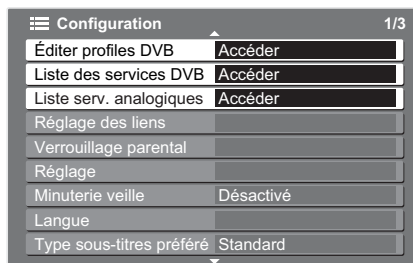 Configuration 1/3
Éditer profiles DVB Accéder
Liste des services DVB Accéder
Liste serv. analogiques Accéder
Réglage des liens
Verrouillage parental
Réglage
Minuterie veille Désactivé
Langue
Type sous-titres préféré Standard